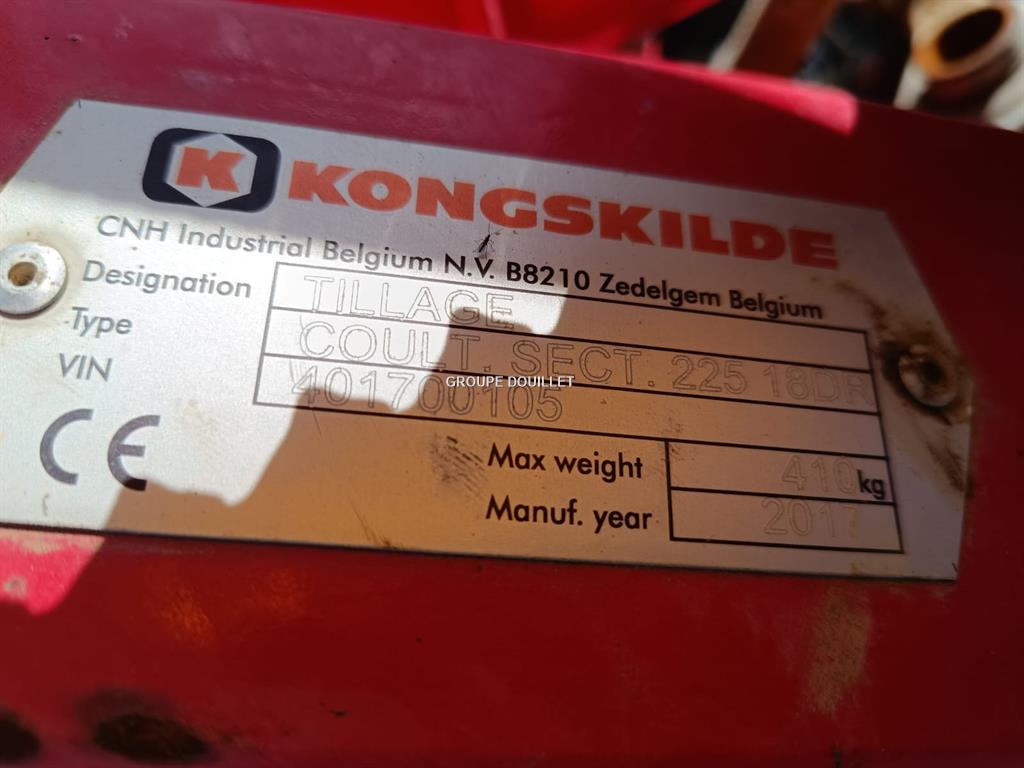 K KONGSKILDE
CNH Industrial Belgium N.V. B8210 Zedelgem Belgium
Designation TILLAGE
Type COULT. SECT. 225 18DR
VIN 401700105
GROUPE DOUILLET
CE
Max weight 410 kg
Manuf. year 2017